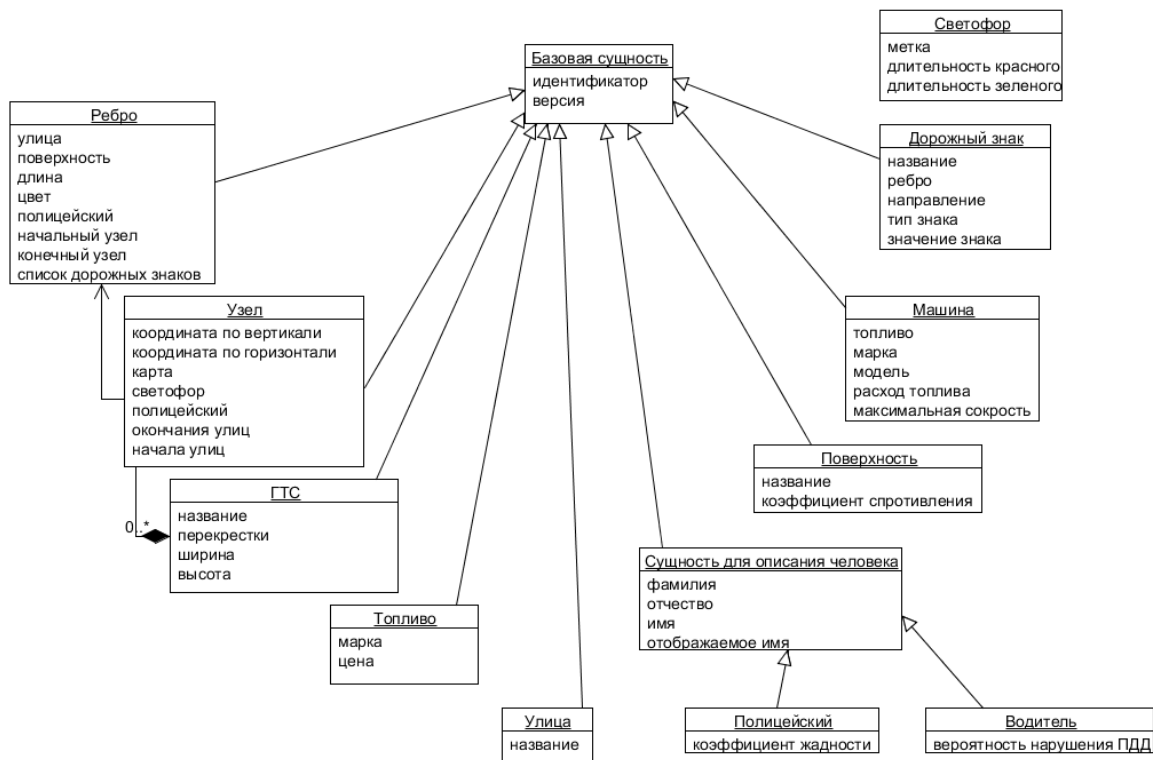 Светофор
метка
длительность красного
длительность зеленого
Базовая сущность
идентификатор
версия
Ребро
улица
поверхность
длина
цвет
полицейский
начальный узел
конечный узел
список дорожных знаков
Дорожный знак
название
ребро
направление
тип знака
значение знака
Узел
координата по вертикали
координата по горизонтали
карта
светофор
полицейский
окончания улиц
начала улиц
Машина
топливо
марка
модель
расход топлива
максимальная сокрость
Поверхность
название
коэффициент спротивления
ГТС
название
перекрестки
ширина
высота
0..*
Сущность для описания человека
фамилия
отчество
имя
отображаемое имя
Топливо
марка
цена
Улица
название
Полицейский
коэффициент жадности
Водитель
вероятность нарушения ПДД